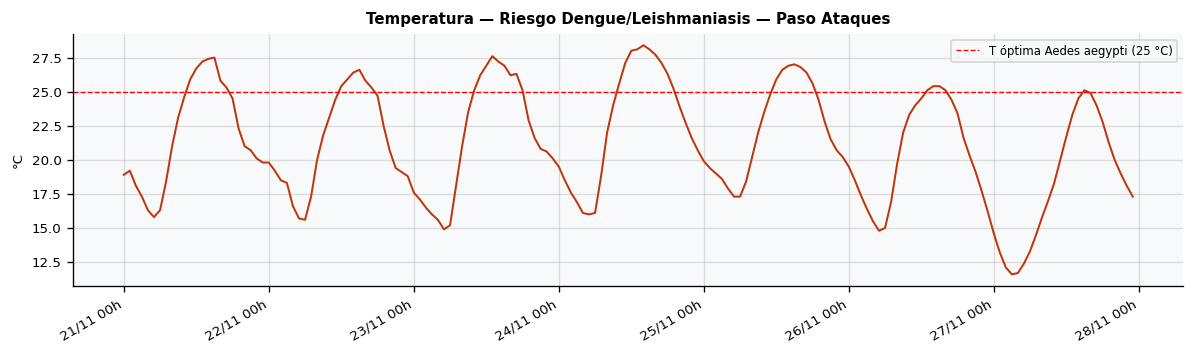 Temperatura — Riesgo Dengue/Leishmaniasis — Paso Ataques
T óptima Aedes aegypti (25 °C)
°C
27.5
25.0
22.5
20.0
17.5
15.0
12.5
21/11 00h
22/11 00h
23/11 00h
24/11 00h
25/11 00h
26/11 00h
27/11 00h
28/11 00h